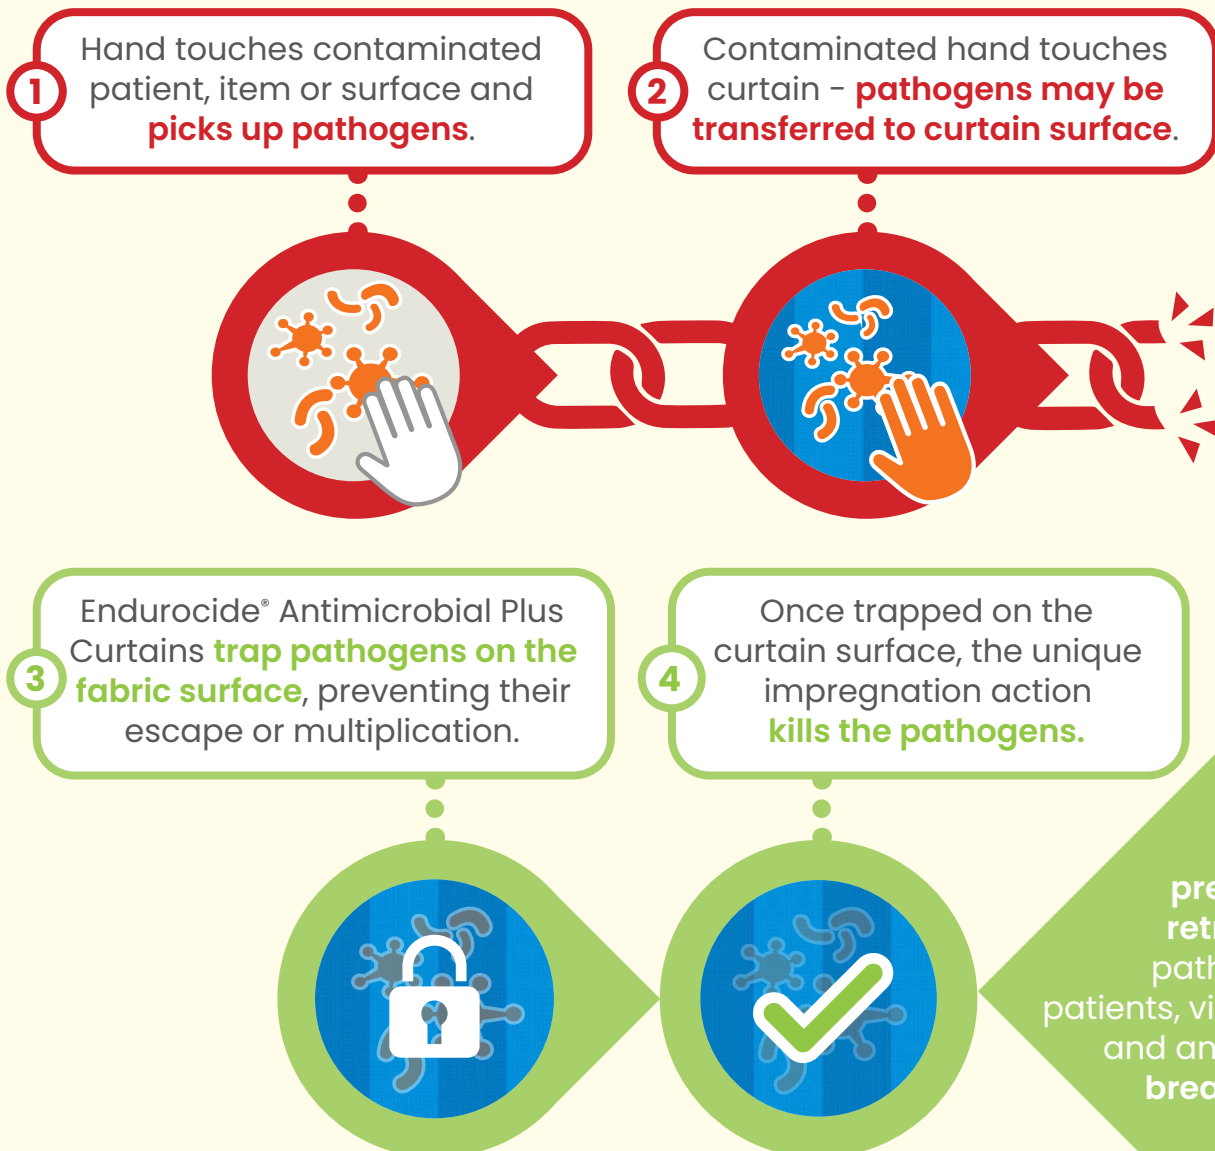 1
Hand touches contaminated
patient, item or surface and
picks up pathogens.
2
Contaminated hand touches
curtain - pathogens may be
transferred to curtain surface.
3
Endurocide® Antimicrobial Plus
Curtains trap pathogens on the
fabric surface, preventing their
escape or multiplication.
4
Once trapped on the
curtain surface, the unique
impregnation action
kills the pathogens.
patients,
and